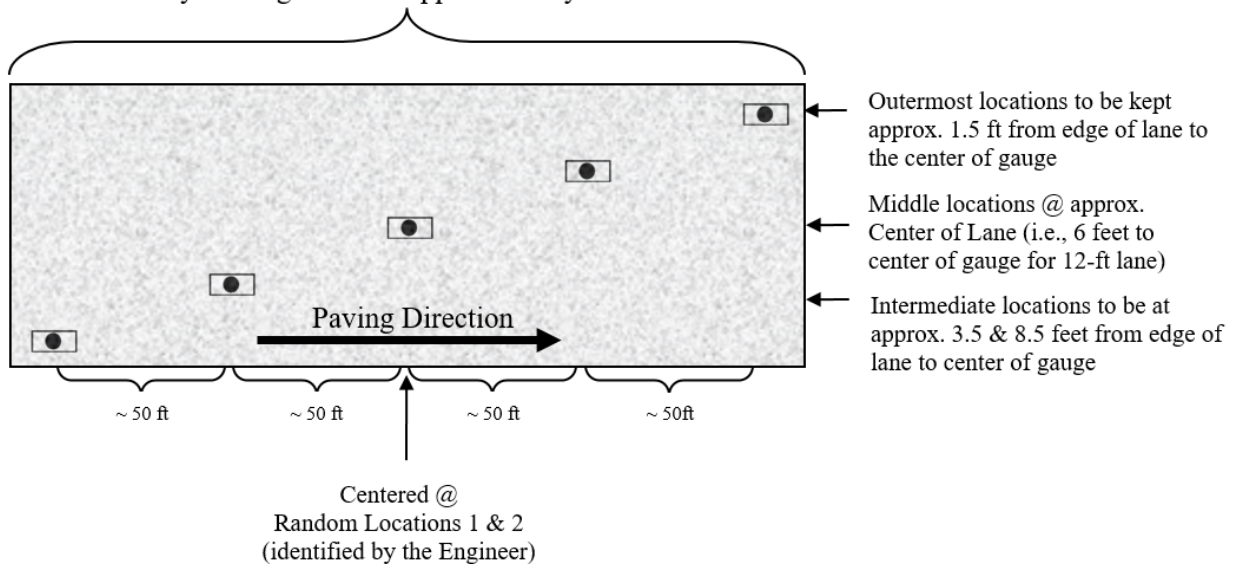 Outermost locations to be kept
approx. 1.5 ft from edge of lane to
the center of gauge
Middle locations @ approx.
Center of Lane (i.e., 6 feet to
center of gauge for 12-ft lane)
Intermediate locations to be at
approx. 3.5 & 8.5 feet from edge of
lane to center of gauge
Paving Direction
~ 50 ft
~ 50 ft
~ 50 ft
~ 50ft
Centered @
Random Locations 1 & 2
(identified by the Engineer)